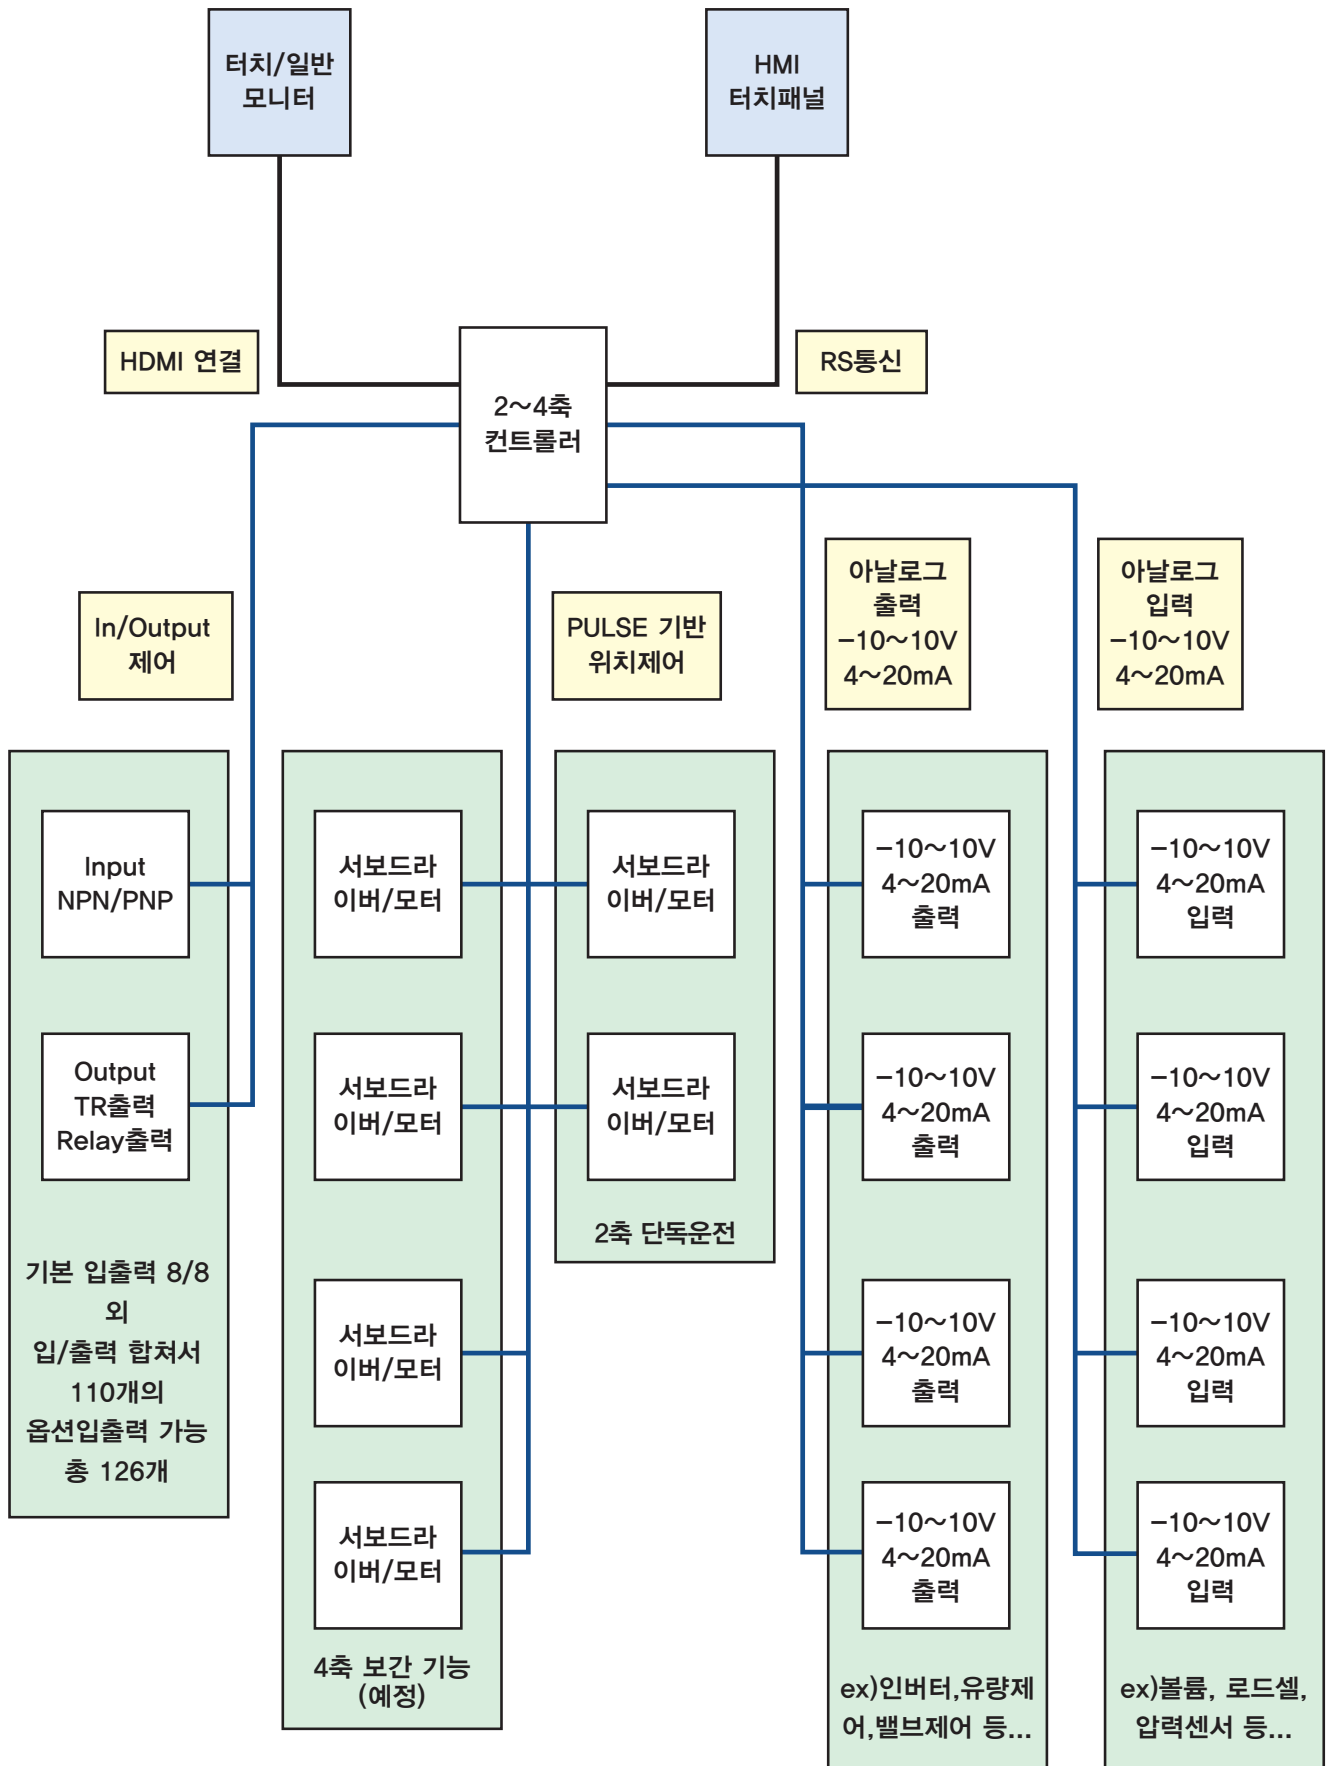 터치/일반
모니터
HMI
터치패널
HDMI 연결
2～4축
컨트롤러
RS통신
In/Output
제어
PULSE 기반
위치제어
아날로그
출력
−10～10V
4～20mA
아날로그
입력
−10～10V
4～20mA
Input
NPN/PNP
Output
TR출력
Relay출력
기본 입출력 8/8
외
입/출력 합쳐서
110개의
옵션입출력 가능
총 126개
서보드라
이버/모터
서보드라
이버/모터
서보드라
이버/모터
서보드라
이버/모터
4축 보간 기능
(예정)
서보드라
이버/모터
서보드라
이버/모터
2축 단독운전
−10～10V
4～20mA
출력
−10～10V
4～20mA
출력
−10～10V
4～20mA
출력
−10～10V
4～20mA
출력
ex)인버터,유량제
어,밸브제어 등...
−10～10V
4～20mA
입력
−10～10V
4～20mA
입력
−10～10V
4～20mA
입력
−10～10V
4～20mA
입력
ex)볼륨, 로드셀,
압력센서 등...